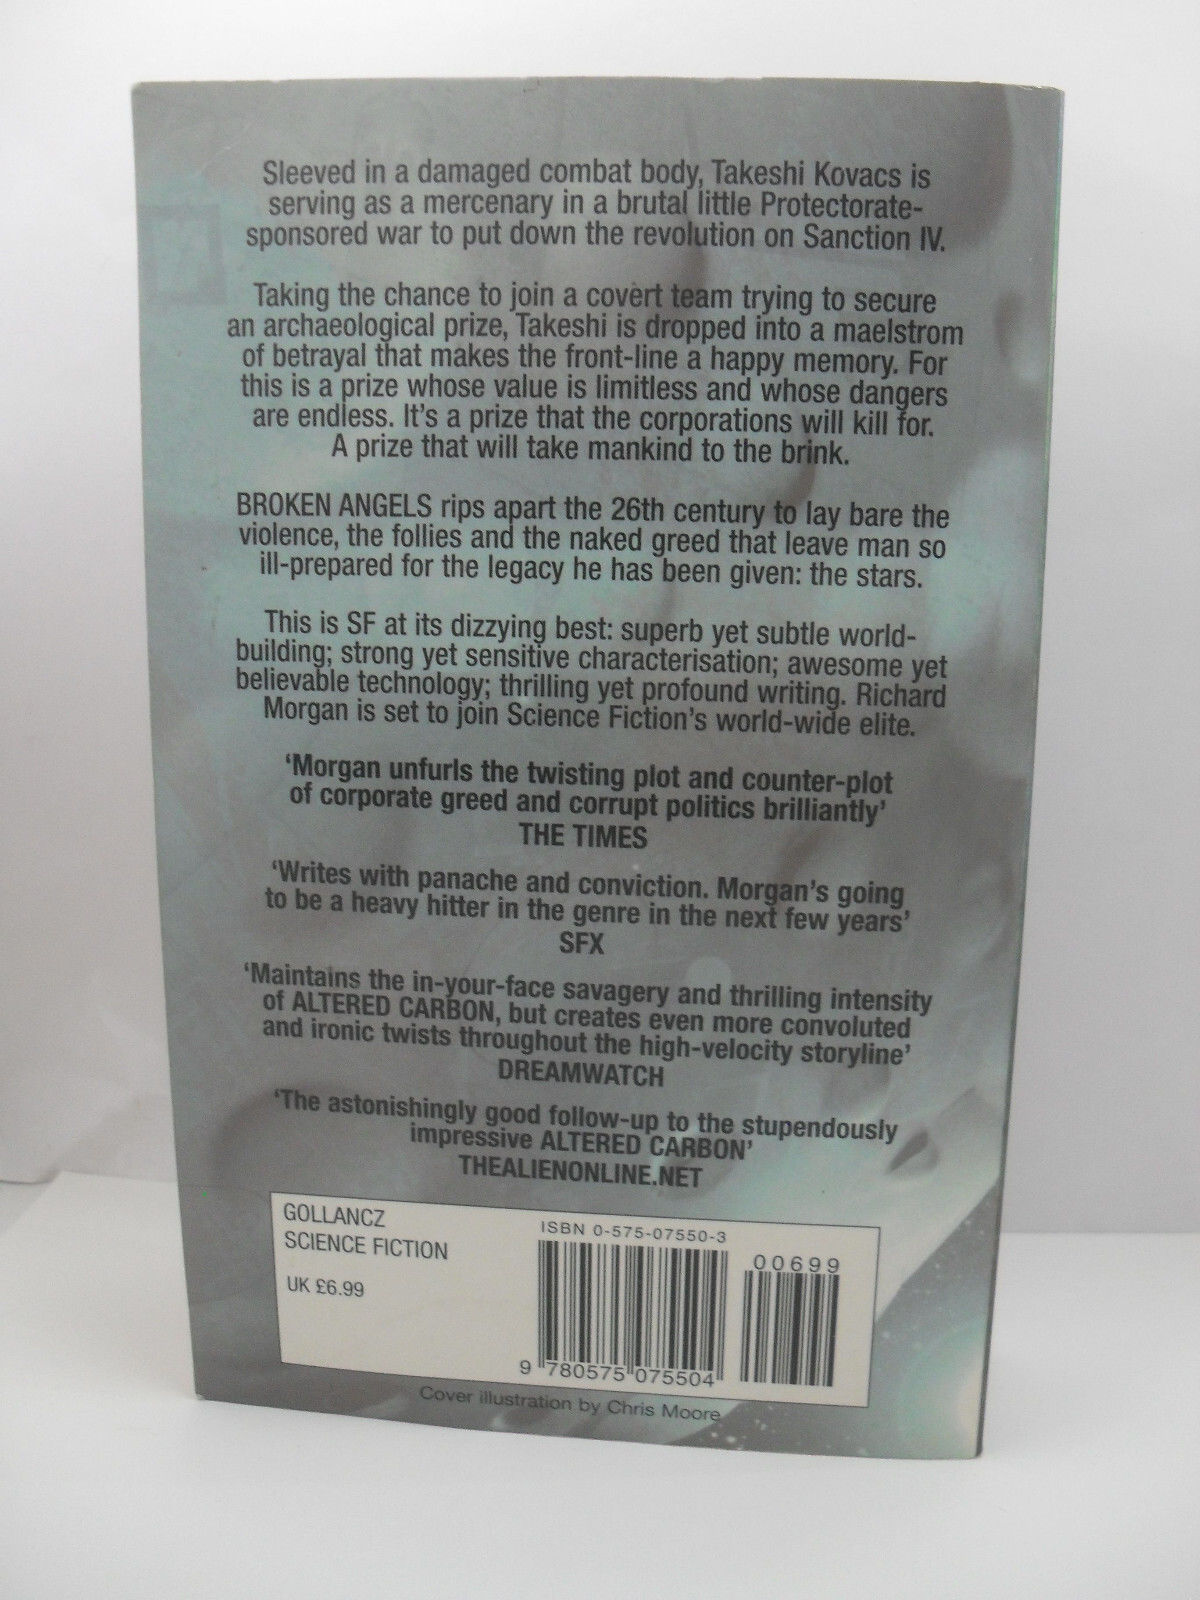 Sleeved in a damaged combat body, Takeshi Kovacs is
serving as a mercenary in a brutal little Protectorate-
sponsored war to put down the revolution on Sanction IV.
Taking the chance to join a covert team trying to secure
an archaeological prize, Takeshi is dropped into a maelstrom
of betrayal that makes the front-line a happy memory. For
this is a prize whose value is limitless and whose dangers
are endless. It's a prize that the corporations will kill for.
A prize that will take mankind to the brink.
BROKEN ANGELS rips apart the 26th century to lay bare the
violence, the follies and the naked greed that leave man so
ill-prepared for the legacy he has been given: the stars.
This is SF at its dizzying best: superb yet subtle world-
building; strong yet sensitive characterisation; awesome yet
believable technology; thrilling yet profound writing. Richard
Morgan is set to join Science Fiction's world-wide elite.
'Morgan unfurls the twisting plot and counter-plot
of corporate greed and corrupt politics brilliantly'
THE TIMES
'Writes with panache and conviction. Morgan's going
to be a heavy hitter in the genre in the next few years'
SFX
'Maintains the in-your-face savagery and thrilling intensity
of ALTERED CARBON, but creates even more convoluted
and ironic twists throughout the high-velocity storyline'
DREAMWATCH
'The astonishingly good follow-up to the stupendously
impressive ALTERED CARBON'
THEALIENONLINE.NET
GOLLANCZ
SCIENCE FICTION
UK £6.99
ISBN 0-575-07550-3
00699
9 780575 075504
Cover illustration by Chris Moore